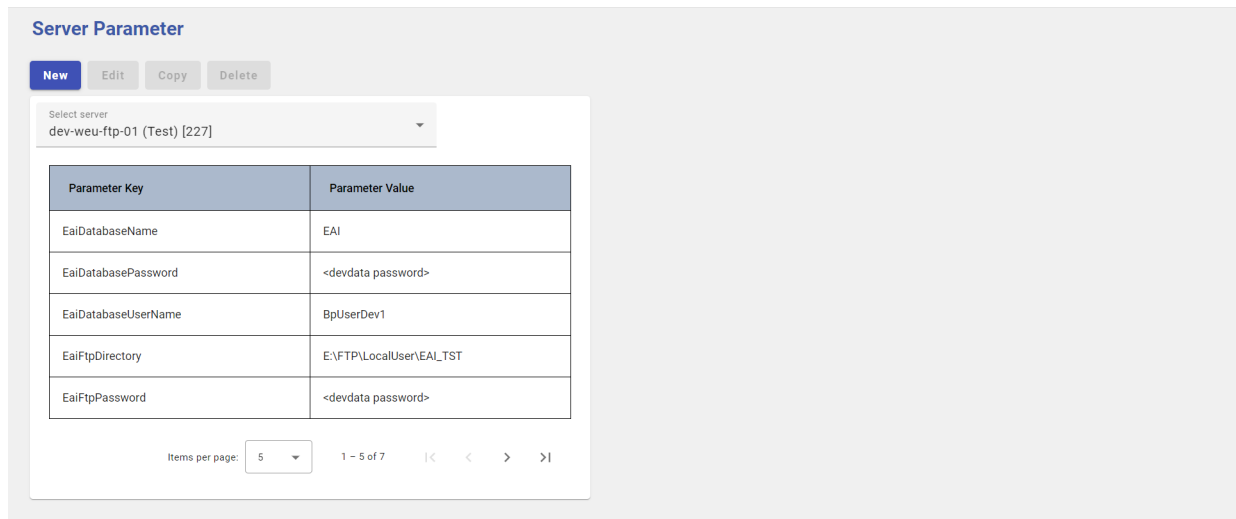 Server Parameter
New Edit Copy Delete
Select server
dev-weu-ftp-01 (Test) [227]
Parameter Key Parameter Value
EaiDatabaseName EAI
EaiDatabasePassword <devdata password>
EaiDatabaseUserName BpUserDev1
EaiFtpDirectory E:\FTP\LocalUser\EAI_TST
EaiFtpPassword <devdata password>
Items per page: 5 1 – 5 of 7